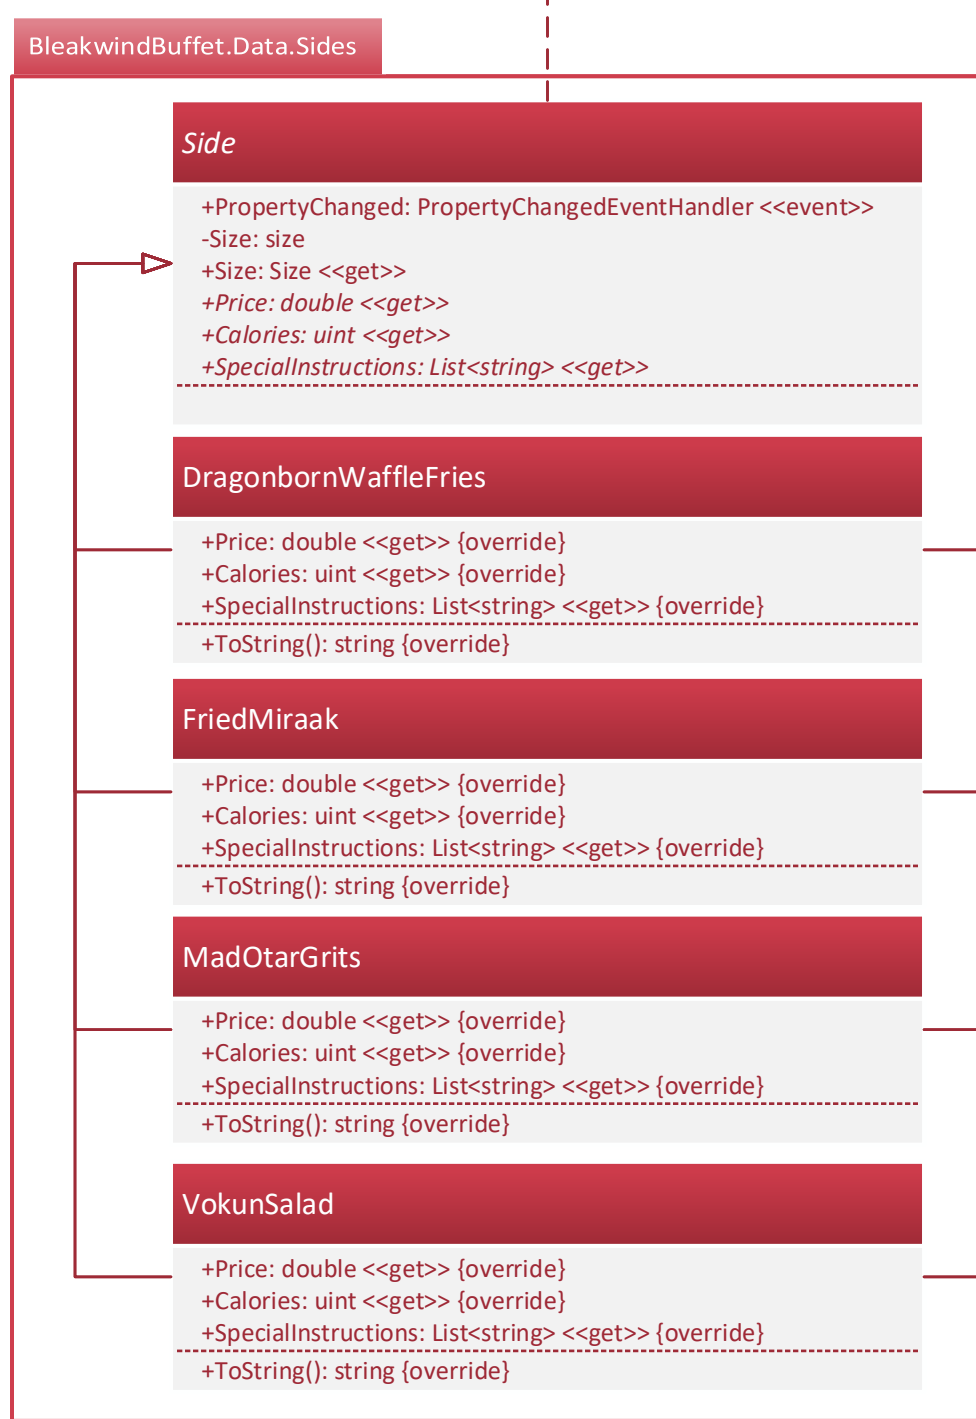 BleakwindBuffet.Data.Sides
Side
+PropertyChanged: PropertyChangedEventHandler <<event>>
-Size: size
+Size: Size <<get>>
+Price: double <<get>>
+Calories: uint <<get>>
+SpecialInstructions: List<string> <<get>>
DragonbornWaffleFries
+Price: double <<get>> {override}
+Calories: uint <<get>> {override}
+SpecialInstructions: List<string> <<get>> {override}
+ToString(): string {override}
FriedMiraak
+Price: double <<get>> {override}
+Calories: uint <<get>> {override}
+SpecialInstructions: List<string> <<get>> {override}
+ToString(): string {override}
MadOtarGrits
+Price: double <<get>> {override}
+Calories: uint <<get>> {override}
+SpecialInstructions: List<string> <<get>> {override}
+ToString(): string {override}
VokunSalad
+Price: double <<get>> {override}
+Calories: uint <<get>> {override}
+SpecialInstructions: List<string> <<get>> {override}
+ToString(): string {override}